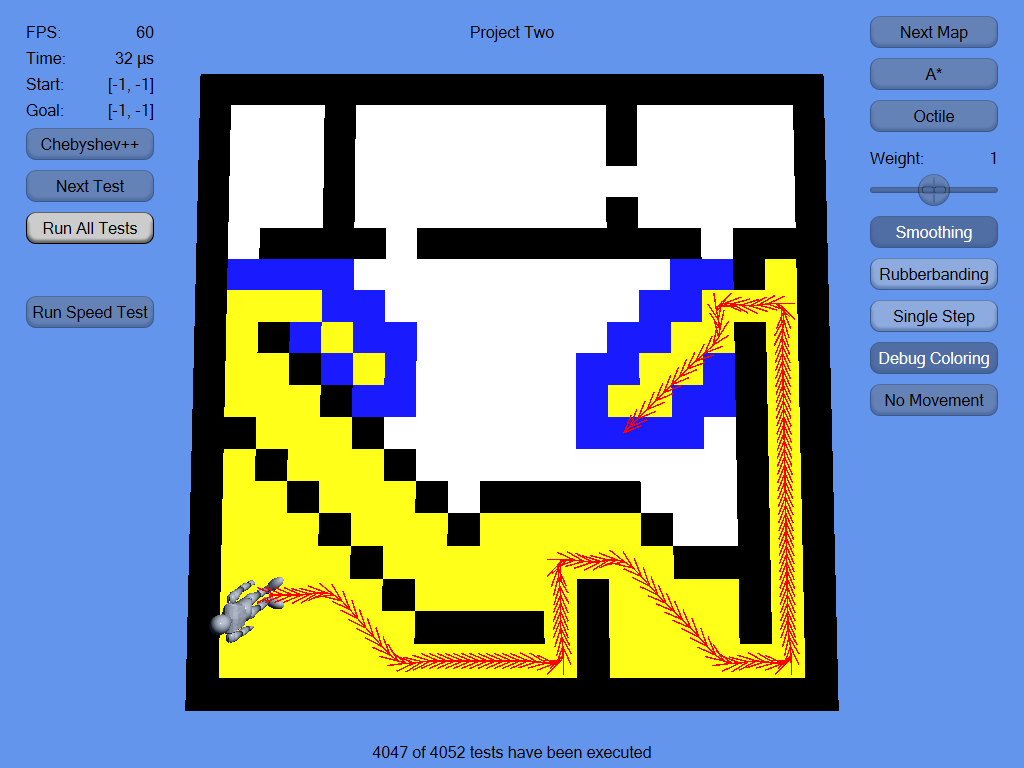 FPS: 60
Time: 32 µs
Start: [-1, -1]
Goal: [-1, -1]
Chebyshev++
Next Test
Run All Tests
Run Speed Test
Project Two
Next Map
A*
Octile
Weight: 1
Smoothing
Rubberbanding
Single Step
Debug Coloring
No Movement
4047 of 4052 tests have been executed